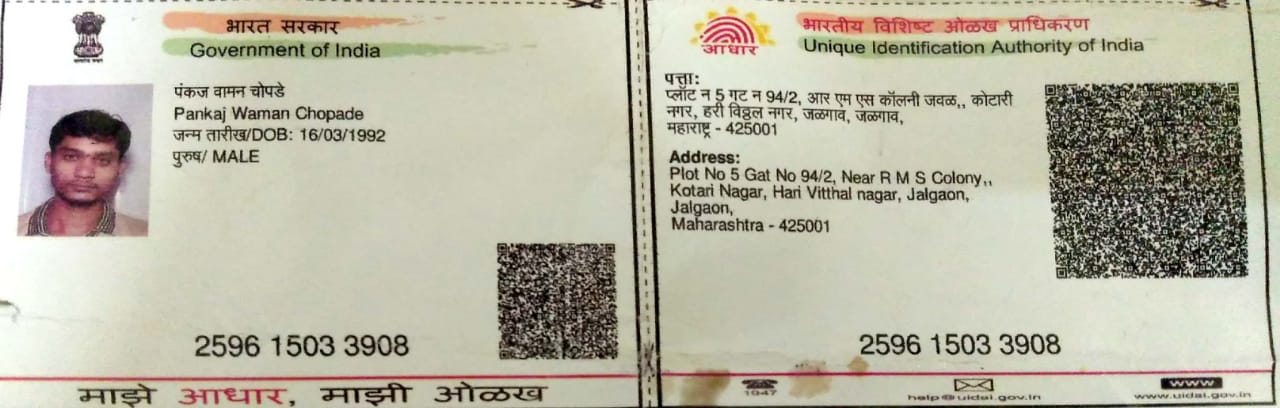 भारत सरकार
Government of India
पंकज वामन चोपडे
Pankaj Waman Chopade
जन्म तारीख/DOB: 16/03/1992
पुरुष/ MALE
2596 1503 3908
माझे आधार, माझी ओळख
आधार
भारतीय विशिष्ट ओळख प्राधिकरण
Unique Identification Authority of India
पत्ता:
प्लॉट न 5 गट न 94/2, आर एम एस कॉलनी जवळ,, कोटारी
नगर, हरी विठ्ठल नगर, जळगाव, जळगाव,
महाराष्ट्र - 425001
Address:
Plot No 5 Gat No 94/2, Near R M S Colony,,
Kotari Nagar, Hari Vitthal nagar, Jalgaon,
Jalgaon,
Maharashtra - 425001
2596 1503 3908
1947
help@uidai.gov.in
www
www.uidai.gov.in